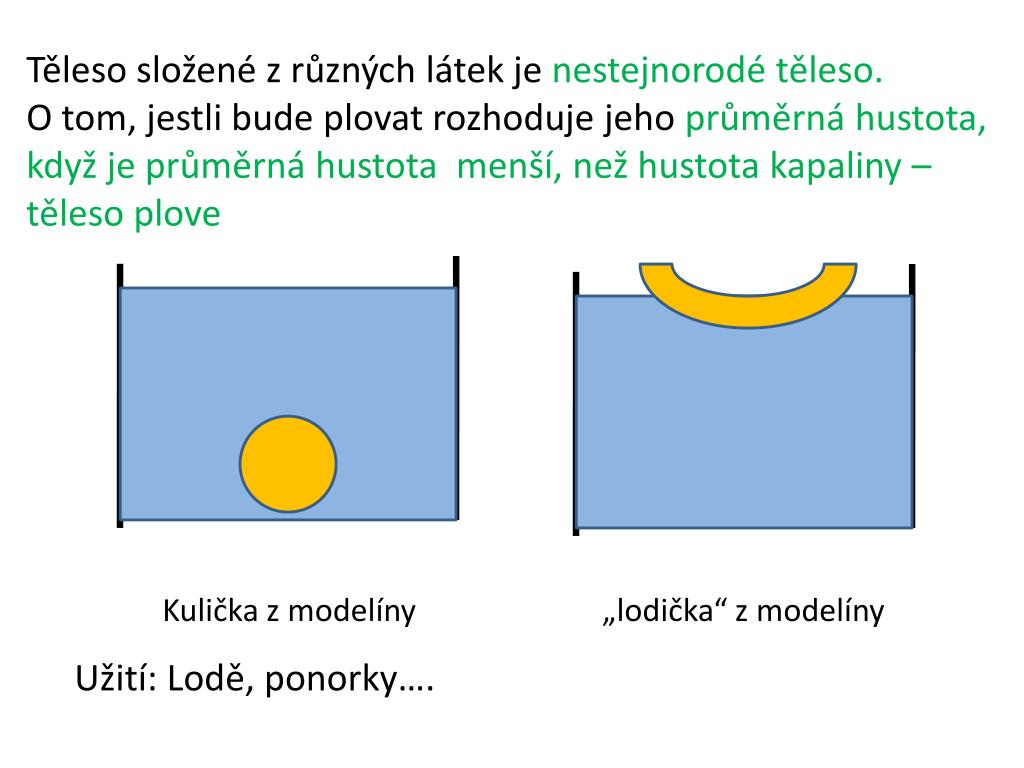 Těleso složené z různých látek je nestejnorodé těleso.
O tom, jestli bude plovat rozhoduje jeho průměrná hustota,
když je průměrná hustota  menší, než hustota kapaliny –
těleso plove
Kulička z modelíny
„lodička“ z modelíny
Užití: Lodě, ponorky….